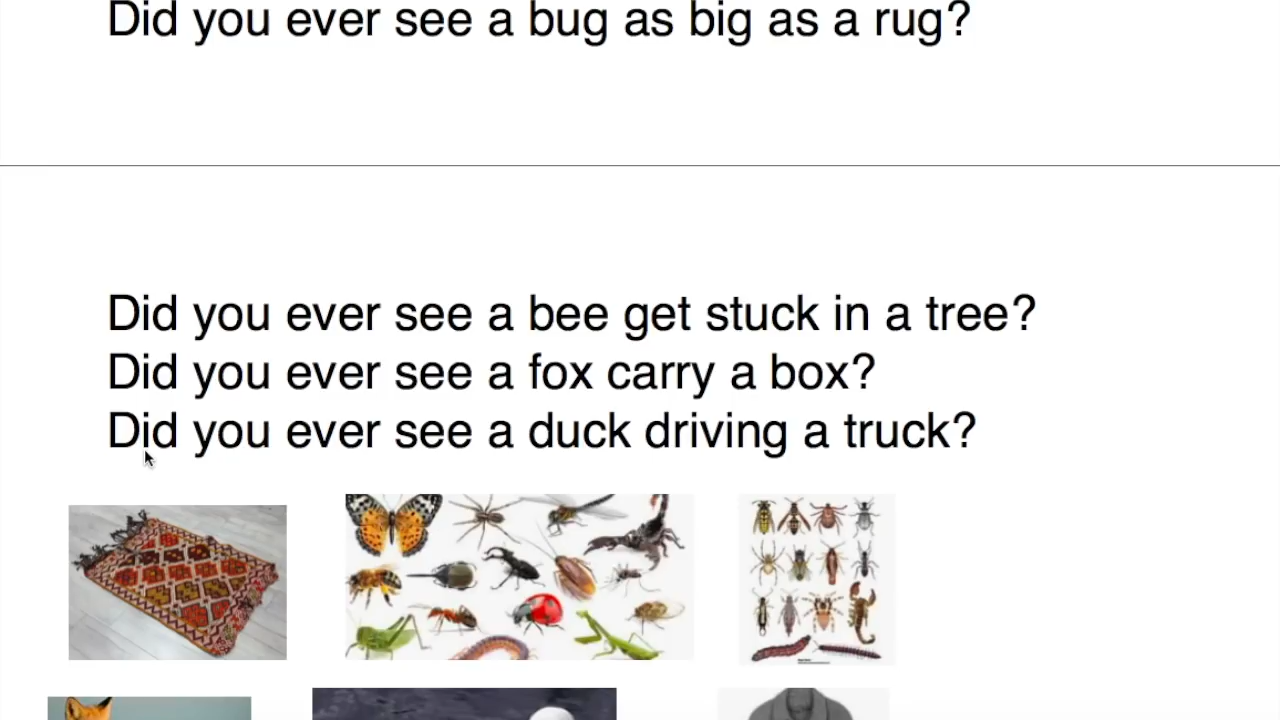 Did you ever see a bug as big as a rug?
Did you ever see a bee get stuck in a tree?
Did you ever see a fox carry a box?
Did you ever see a duck driving a truck?